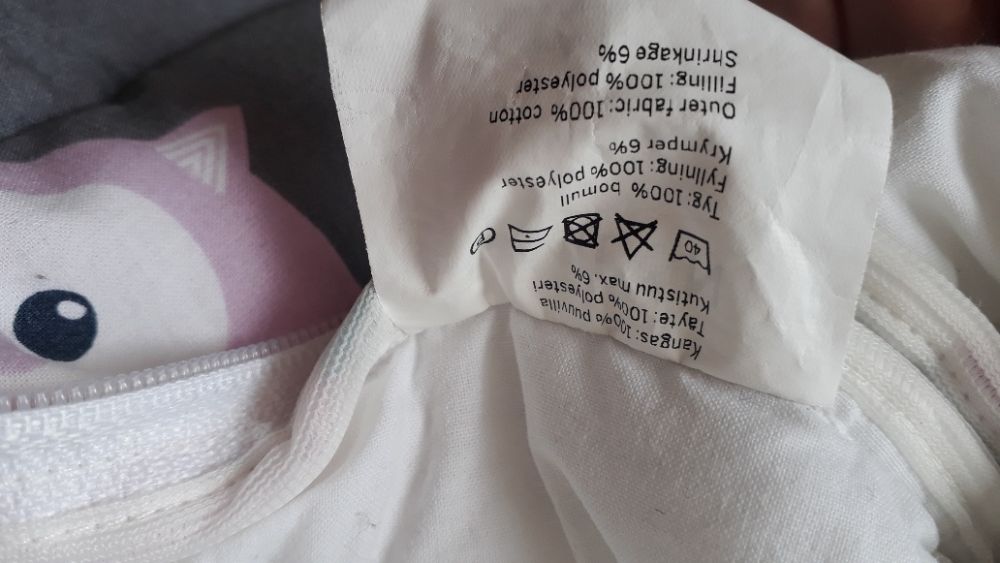 Kangas: 100% puuvilla
Täyte: 100% polyesteri
Kutistuu max. 6%
40
Tyg: 100% bomull
Fyllning: 100% polyester
Krymper 6%
Outer fabric: 100% cotton
Filling: 100% polyester
Shrinkage 6%